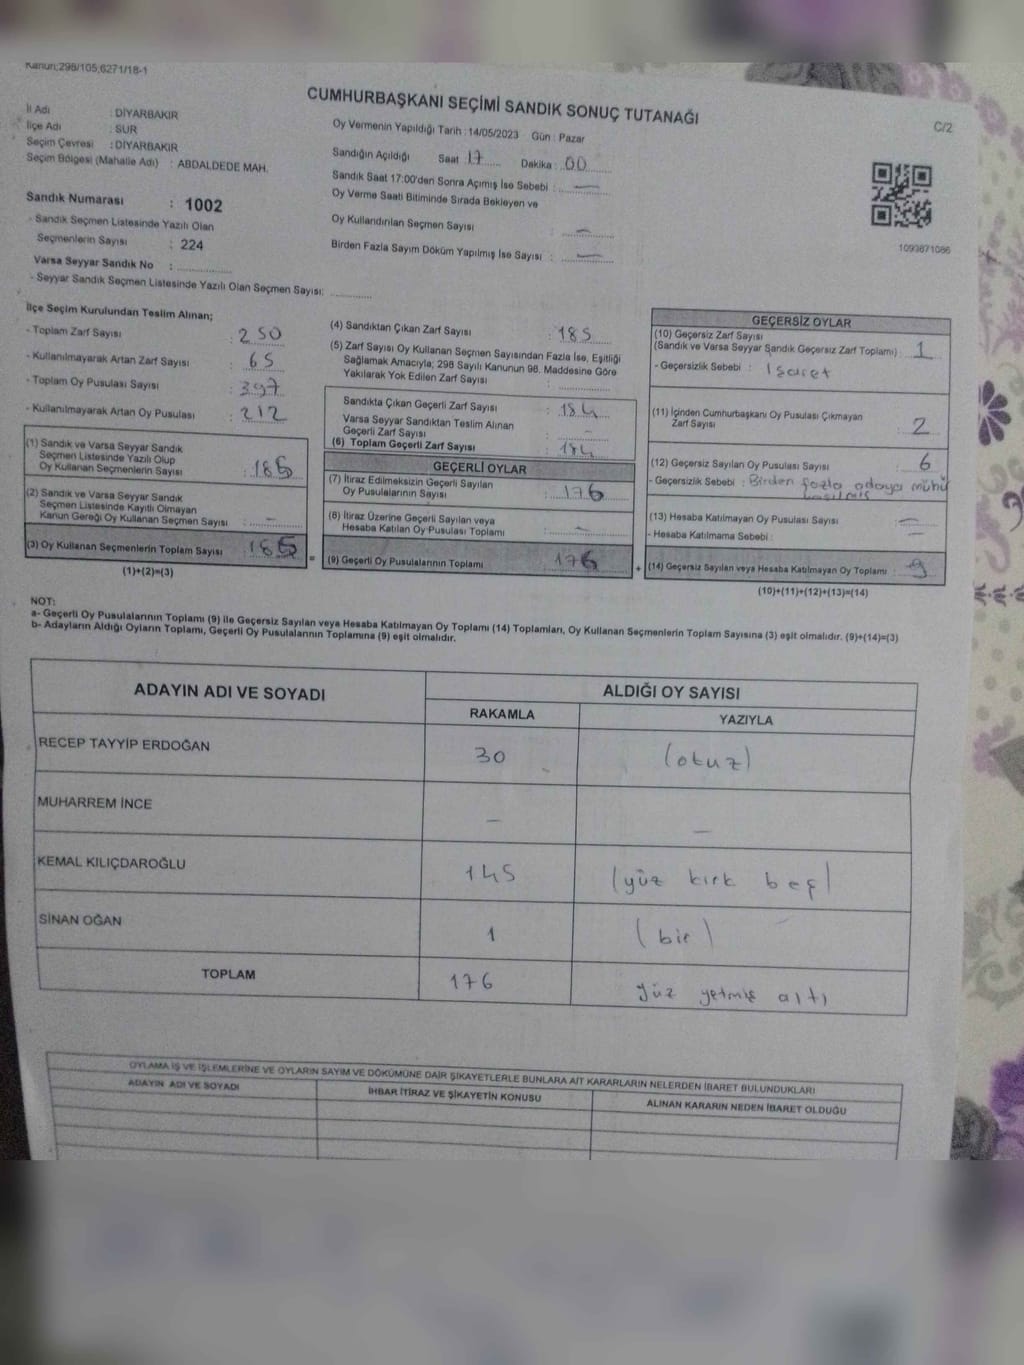 Kanun;298/105,6271/18-1
CUMHURBAŞKANI SEÇİMİ SANDIK SONUÇ TUTANAĞI
C/2
İl Adı : DİYARBAKIR
İlçe Adı : SUR
Seçim Çevresi : DİYARBAKIR
Seçim Bölgesi (Mahalle Adı) : ABDALDEDE MAH.
Sandık Numarası : 1002
- Sandık Seçmen Listesinde Yazılı Olan
Seçmenlerin Sayısı : 224
Varsa Seyyar Sandık No :
- Seyyar Sandık Seçmen Listesinde Yazılı Olan Seçmen Sayısı:
Oy Vermenin Yapıldığı Tarih : 14/05/2023 Gün : Pazar
Sandığın Açıldığı Saat 17 Dakika : 00
Sandık Saat 17:00'den Sonra Açımış İse Sebebi : —
Oy Verme Saati Bitiminde Sırada Bekleyen ve
Oy Kullandırılan Seçmen Sayısı : —
Birden Fazla Sayım Döküm Yapılmış İse Sayısı : —
1093871086
İlçe Seçim Kurulundan Teslim Alınan;
- Toplam Zarf Sayısı : 250
- Kullanılmayarak Artan Zarf Sayısı : 65
- Toplam Oy Pusulası Sayısı : 397
- Kullanılmayarak Artan Oy Pusulası : 212
(1) Sandık ve Varsa Seyyar Sandık
Seçmen Listesinde Yazılı Olup
Oy Kullanan Seçmenlerin Sayısı : 185
(2) Sandık ve Varsa Seyyar Sandık
Seçmen Listesinde Kayıtlı Olmayan
Kanun Gereği Oy Kullanan Seçmen Sayısı : —
(3) Oy Kullanan Seçmenlerin Toplam Sayısı : 185
(1)+(2)=(3)
=
(4) Sandıktan Çıkan Zarf Sayısı : 185
(5) Zarf Sayısı Oy Kullanan Seçmen Sayısından Fazla İse, Eşitliği
Sağlamak Amacıyla, 298 Sayılı Kanunun 98. Maddesine Göre
Yakılarak Yok Edilen Zarf Sayısı :
Sandıkta Çıkan Geçerli Zarf Sayısı : 184
Varsa Seyyar Sandıktan Teslim Alınan
Geçerli Zarf Sayısı : -
(6) Toplam Geçerli Zarf Sayısı : 184
GEÇERLİ OYLAR
(7) İtiraz Edilmeksizin Geçerli Sayılan
Oy Pusulalarının Sayısı : 176
(8) İtiraz Üzerine Geçerli Sayılan veya
Hesaba Katılan Oy Pusulası Toplamı : —
(9) Geçerli Oy Pusulalarının Toplamı : 176
+
GEÇERSİZ OYLAR
(10) Geçersiz Zarf Sayısı
(Sandık ve Varsa Seyyar Sandık Geçersiz Zarf Toplamı) : 1
- Geçersizlik Sebebi : İşaret
(11) İçinden Cumhurbaşkanı Oy Pusulası Çıkmayan
Zarf Sayısı : 2
(12) Geçersiz Sayılan Oy Pusulası Sayısı : 6
- Geçersizlik Sebebi : Birden fazla adaya mühür
basılmış
(13) Hesaba Katılmayan Oy Pusulası Sayısı : —
- Hesaba Katılmama Sebebi : —
(14) Geçersiz Sayılan veya Hesaba Katılmayan Oy Toplamı : 9
(10)+(11)+(12)+(13)=(14)
NOT:
a- Geçerli Oy Pusulalarının Toplamı (9) ile Geçersiz Sayılan veya Hesaba Katılmayan Oy Toplamı (14) Toplamları, Oy Kullanan Seçmenlerin Toplam Sayısına (3) eşit olmalıdır. (9)+(14)=(3)
b- Adayların Aldığı Oyların Toplamı, Geçerli Oy Pusulalarının Toplamına (9) eşit olmalıdır.
ADAYIN ADI VE SOYADI ALDIĞI OY SAYISI
RAKAMLA YAZIYLA
RECEP TAYYİP ERDOĞAN 30 (otuz)
MUHARREM İNCE — —
KEMAL KILIÇDAROĞLU 145 (yüz kırk beş)
SİNAN OĞAN 1 (bir)
TOPLAM 176 yüz yetmiş altı
OYLAMA İŞ VE İŞLEMLERİNE VE OYLARIN SAYIM VE DÖKÜMÜNE DAİR ŞİKAYETLERLE BUNLARA AİT KARARLARIN NELERDEN İBARET BULUNDUKLARI
ADAYIN ADI VE SOYADI İHBAR İTİRAZ VE ŞİKAYETİN KONUSU ALINAN KARARIN NEDEN İBARET OLDUĞU